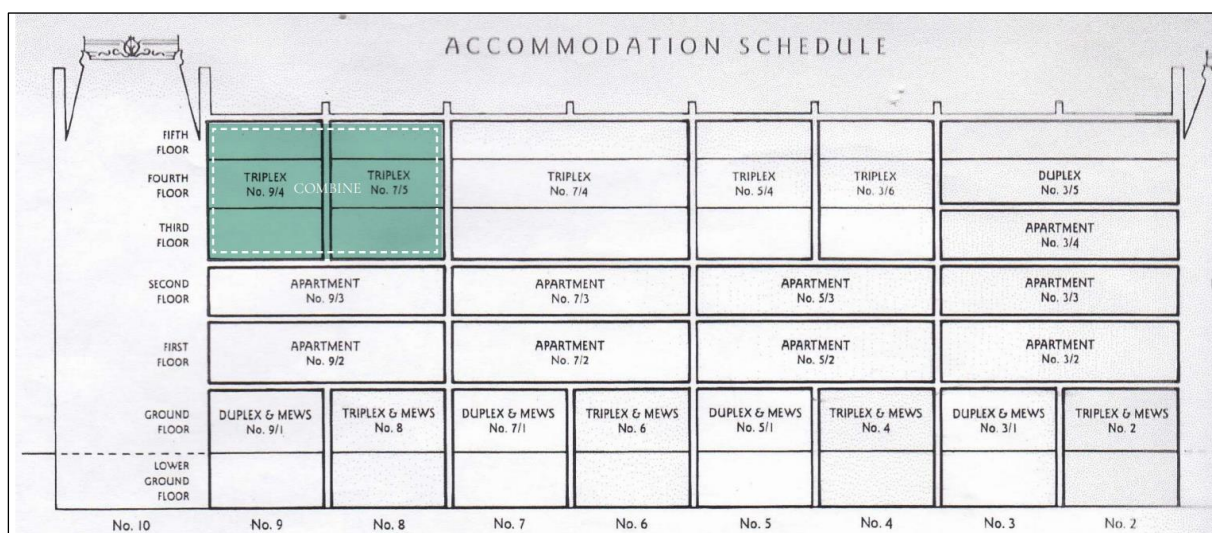 ACCOMMODATION SCHEDULE
FIFTH
FLOOR
FOURTH
FLOOR
TRIPLEX
No. 9/4
COMBINE
TRIPLEX
No. 7/5
TRIPLEX
No. 7/4
TRIPLEX
No. 5/4
TRIPLEX
No. 3/6
DUPLEX
No. 3/5
THIRD
FLOOR
APARTMENT
No. 3/4
SECOND
FLOOR
APARTMENT
No. 9/3
APARTMENT
No. 7/3
APARTMENT
No. 5/3
APARTMENT
No. 3/3
FIRST
FLOOR
APARTMENT
No. 9/2
APARTMENT
No. 7/2
APARTMENT
No. 5/2
APARTMENT
No. 3/2
GROUND
FLOOR
DUPLEX & MEWS
No. 9/1
TRIPLEX & MEWS
No. 8
DUPLEX & MEWS
No. 7/1
TRIPLEX & MEWS
No. 6
DUPLEX & MEWS
No. 5/1
TRIPLEX & MEWS
No. 4
DUPLEX & MEWS
No. 3/1
TRIPLEX & MEWS
No. 2
LOWER
GROUND
FLOOR
No. 10 No. 9 No. 8 No. 7 No. 6 No. 5 No. 4 No. 3 No. 2